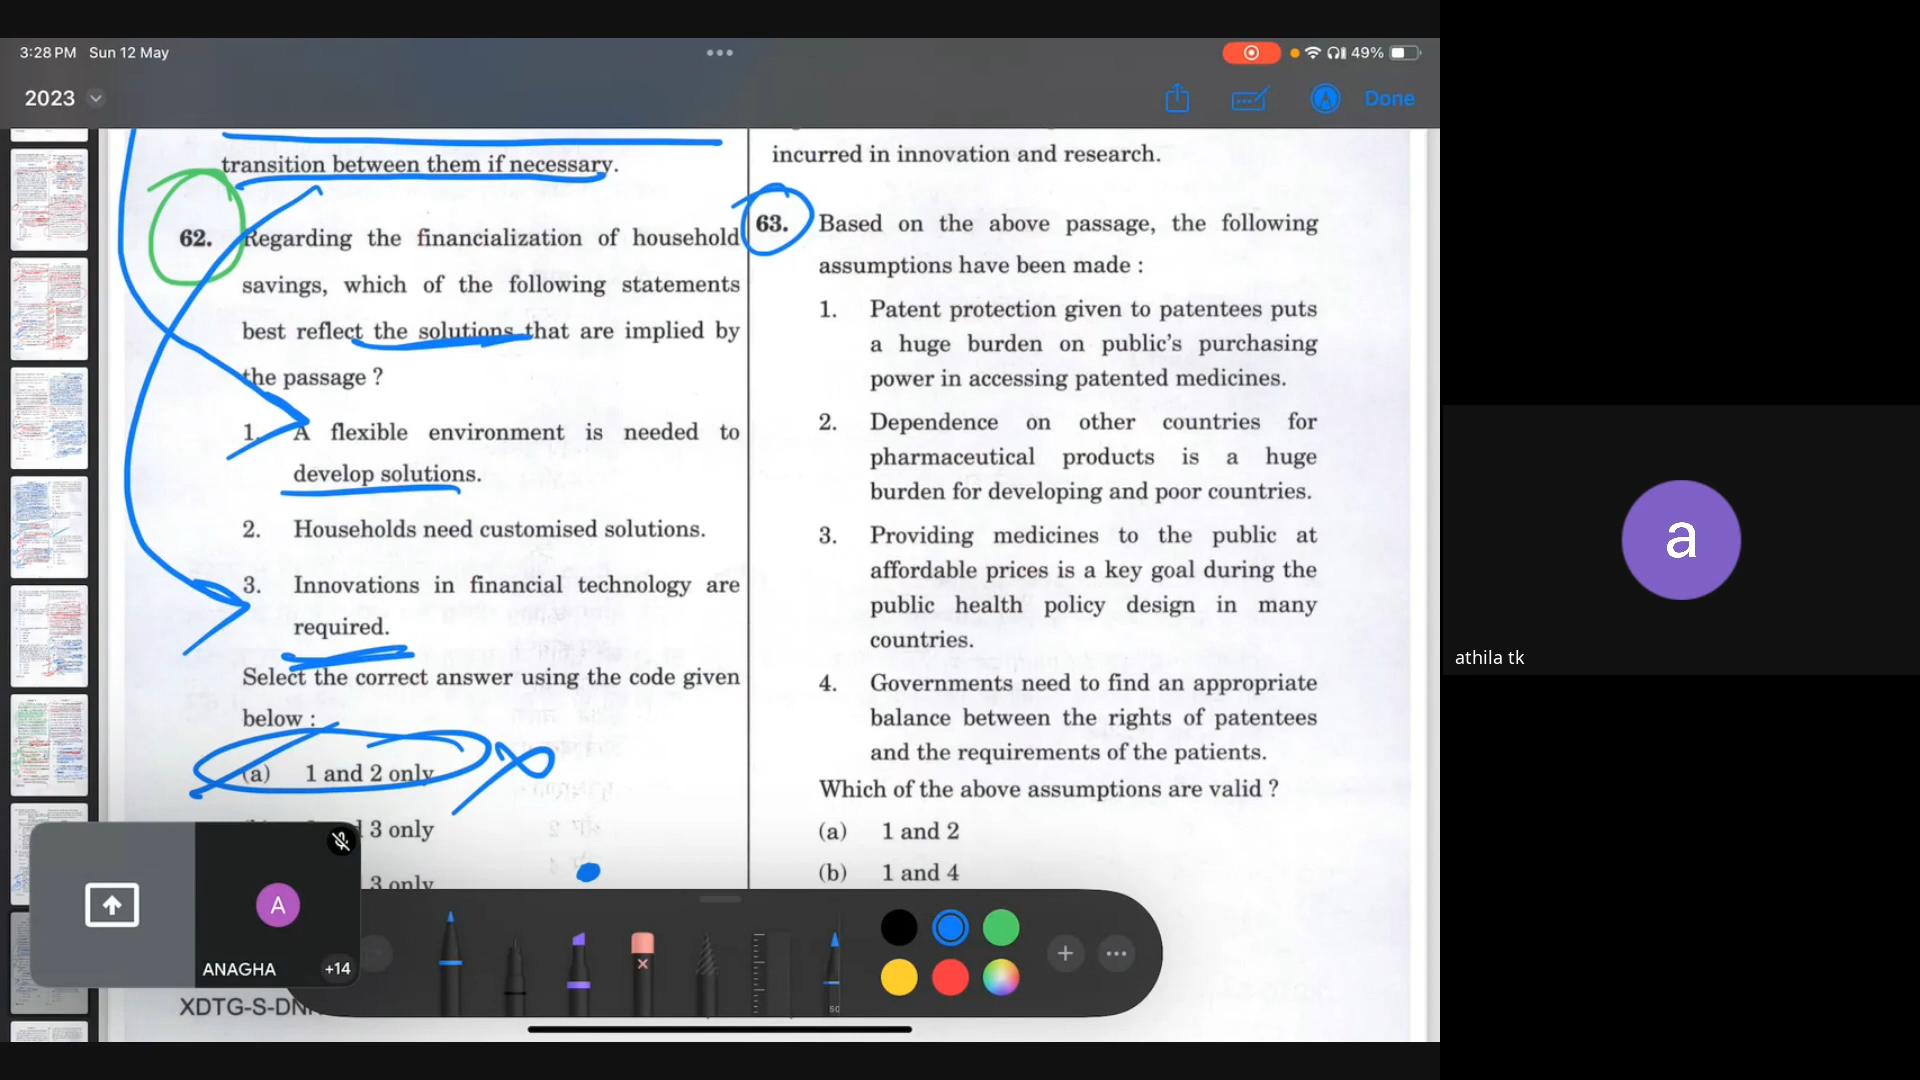 3:28 PM Sun 12 May
49%
2023
Done
transition between them if necessary.
62. Regarding the financialization of household
savings, which of the following statements
best reflect the solutions that are implied by
the passage ?
1. A flexible environment is needed to
develop solutions.
2. Households need customised solutions.
3. Innovations in financial technology are
required.
Select the correct answer using the code given
below :
(a) 1 and 2 only
3 only
3 only
XDTG-S-DN
incurred in innovation and research.
63. Based on the above passage, the following
assumptions have been made :
1. Patent protection given to patentees puts
a huge burden on public's purchasing
power in accessing patented medicines.
2. Dependence on other countries for
pharmaceutical products is a huge
burden for developing and poor countries.
3. Providing medicines to the public at
affordable prices is a key goal during the
public health policy design in many
countries.
4. Governments need to find an appropriate
balance between the rights of patentees
and the requirements of the patients.
Which of the above assumptions are valid ?
(a) 1 and 2
(b) 1 and 4
A
ANAGHA
+14
50
a
athila tk